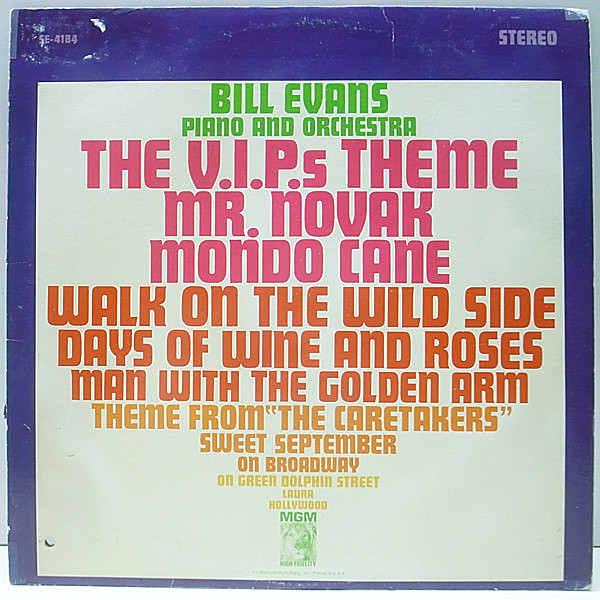 SE-4184
STEREO
BILL EVANS
PIANO AND ORCHESTRA
THE V.I.P.s THEME
MR. NOVAK
MONDO CANE
WALK ON THE WILD SIDE
DAYS OF WINE AND ROSES
MAN WITH THE GOLDEN ARM
THEME FROM "THE CARETAKERS"
SWEET SEPTEMBER
ON BROADWAY
ON GREEN DOLPHIN STREET
LAURA
HOLLYWOOD
MGM
HIGH FIDELITY